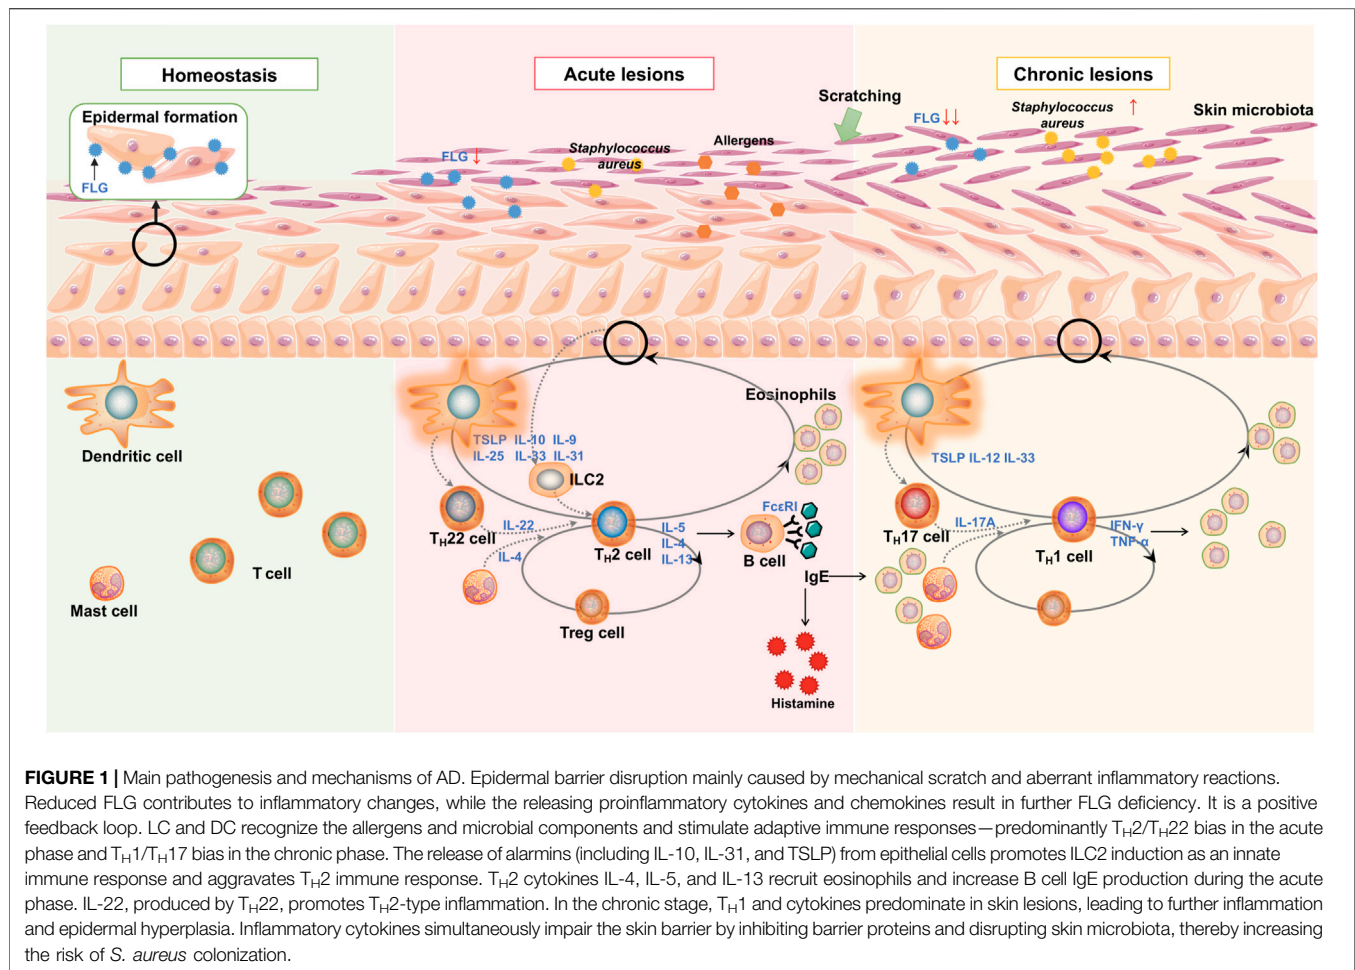 Homeostasis
Acute lesions
Chronic lesions
Epidermal formation
FLG
FLG ↓
Staphylococcus
aureus
Allergens
Scratching
FLG ↓↓
Staphylococcus
aureus ↑
Skin microbiota
Dendritic cell
T cell
Mast cell
TSLP IL-10 IL-9
IL-25 IL-33 IL-31
ILC2
Eosinophils
TH22 cell
IL-22
IL-4
TH2 cell
IL-5
IL-4
IL-13
FcεRI
B cell
IgE
Treg cell
Histamine
TSLP IL-12 IL-33
TH17 cell
IL-17A
TH1 cell
IFN-γ
TNF-α
FIGURE 1 | Main pathogenesis and mechanisms of AD. Epidermal barrier disruption mainly caused by mechanical scratch and aberrant inflammatory reactions.
Reduced FLG contributes to inflammatory changes, while the releasing proinflammatory cytokines and chemokines result in further FLG deficiency. It is a positive
feedback loop. LC and DC recognize the allergens and microbial components and stimulate adaptive immune responses—predominantly TH2/TH22 bias in the acute
phase and TH1/TH17 bias in the chronic phase. The release of alarmins (including IL-10, IL-31, and TSLP) from epithelial cells promotes ILC2 induction as an innate
immune response and aggravates TH2 immune response. TH2 cytokines IL-4, IL-5, and IL-13 recruit eosinophils and increase B cell IgE production during the acute
phase. IL-22, produced by TH22, promotes TH2-type inflammation. In the chronic stage, TH1 and cytokines predominate in skin lesions, leading to further inflammation
and epidermal hyperplasia. Inflammatory cytokines simultaneously impair the skin barrier by inhibiting barrier proteins and disrupting skin microbiota, thereby increasing
the risk of S. aureus colonization.